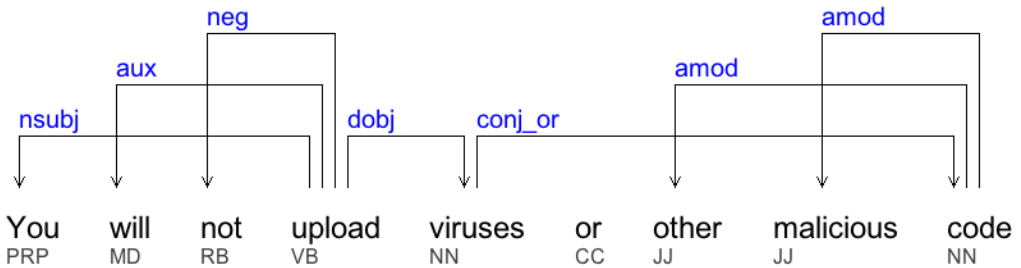 neg amod
aux amod
nsubj dobj conj_or
You will not upload viruses or other malicious code
PRP MD RB VB NN CC JJ JJ NN